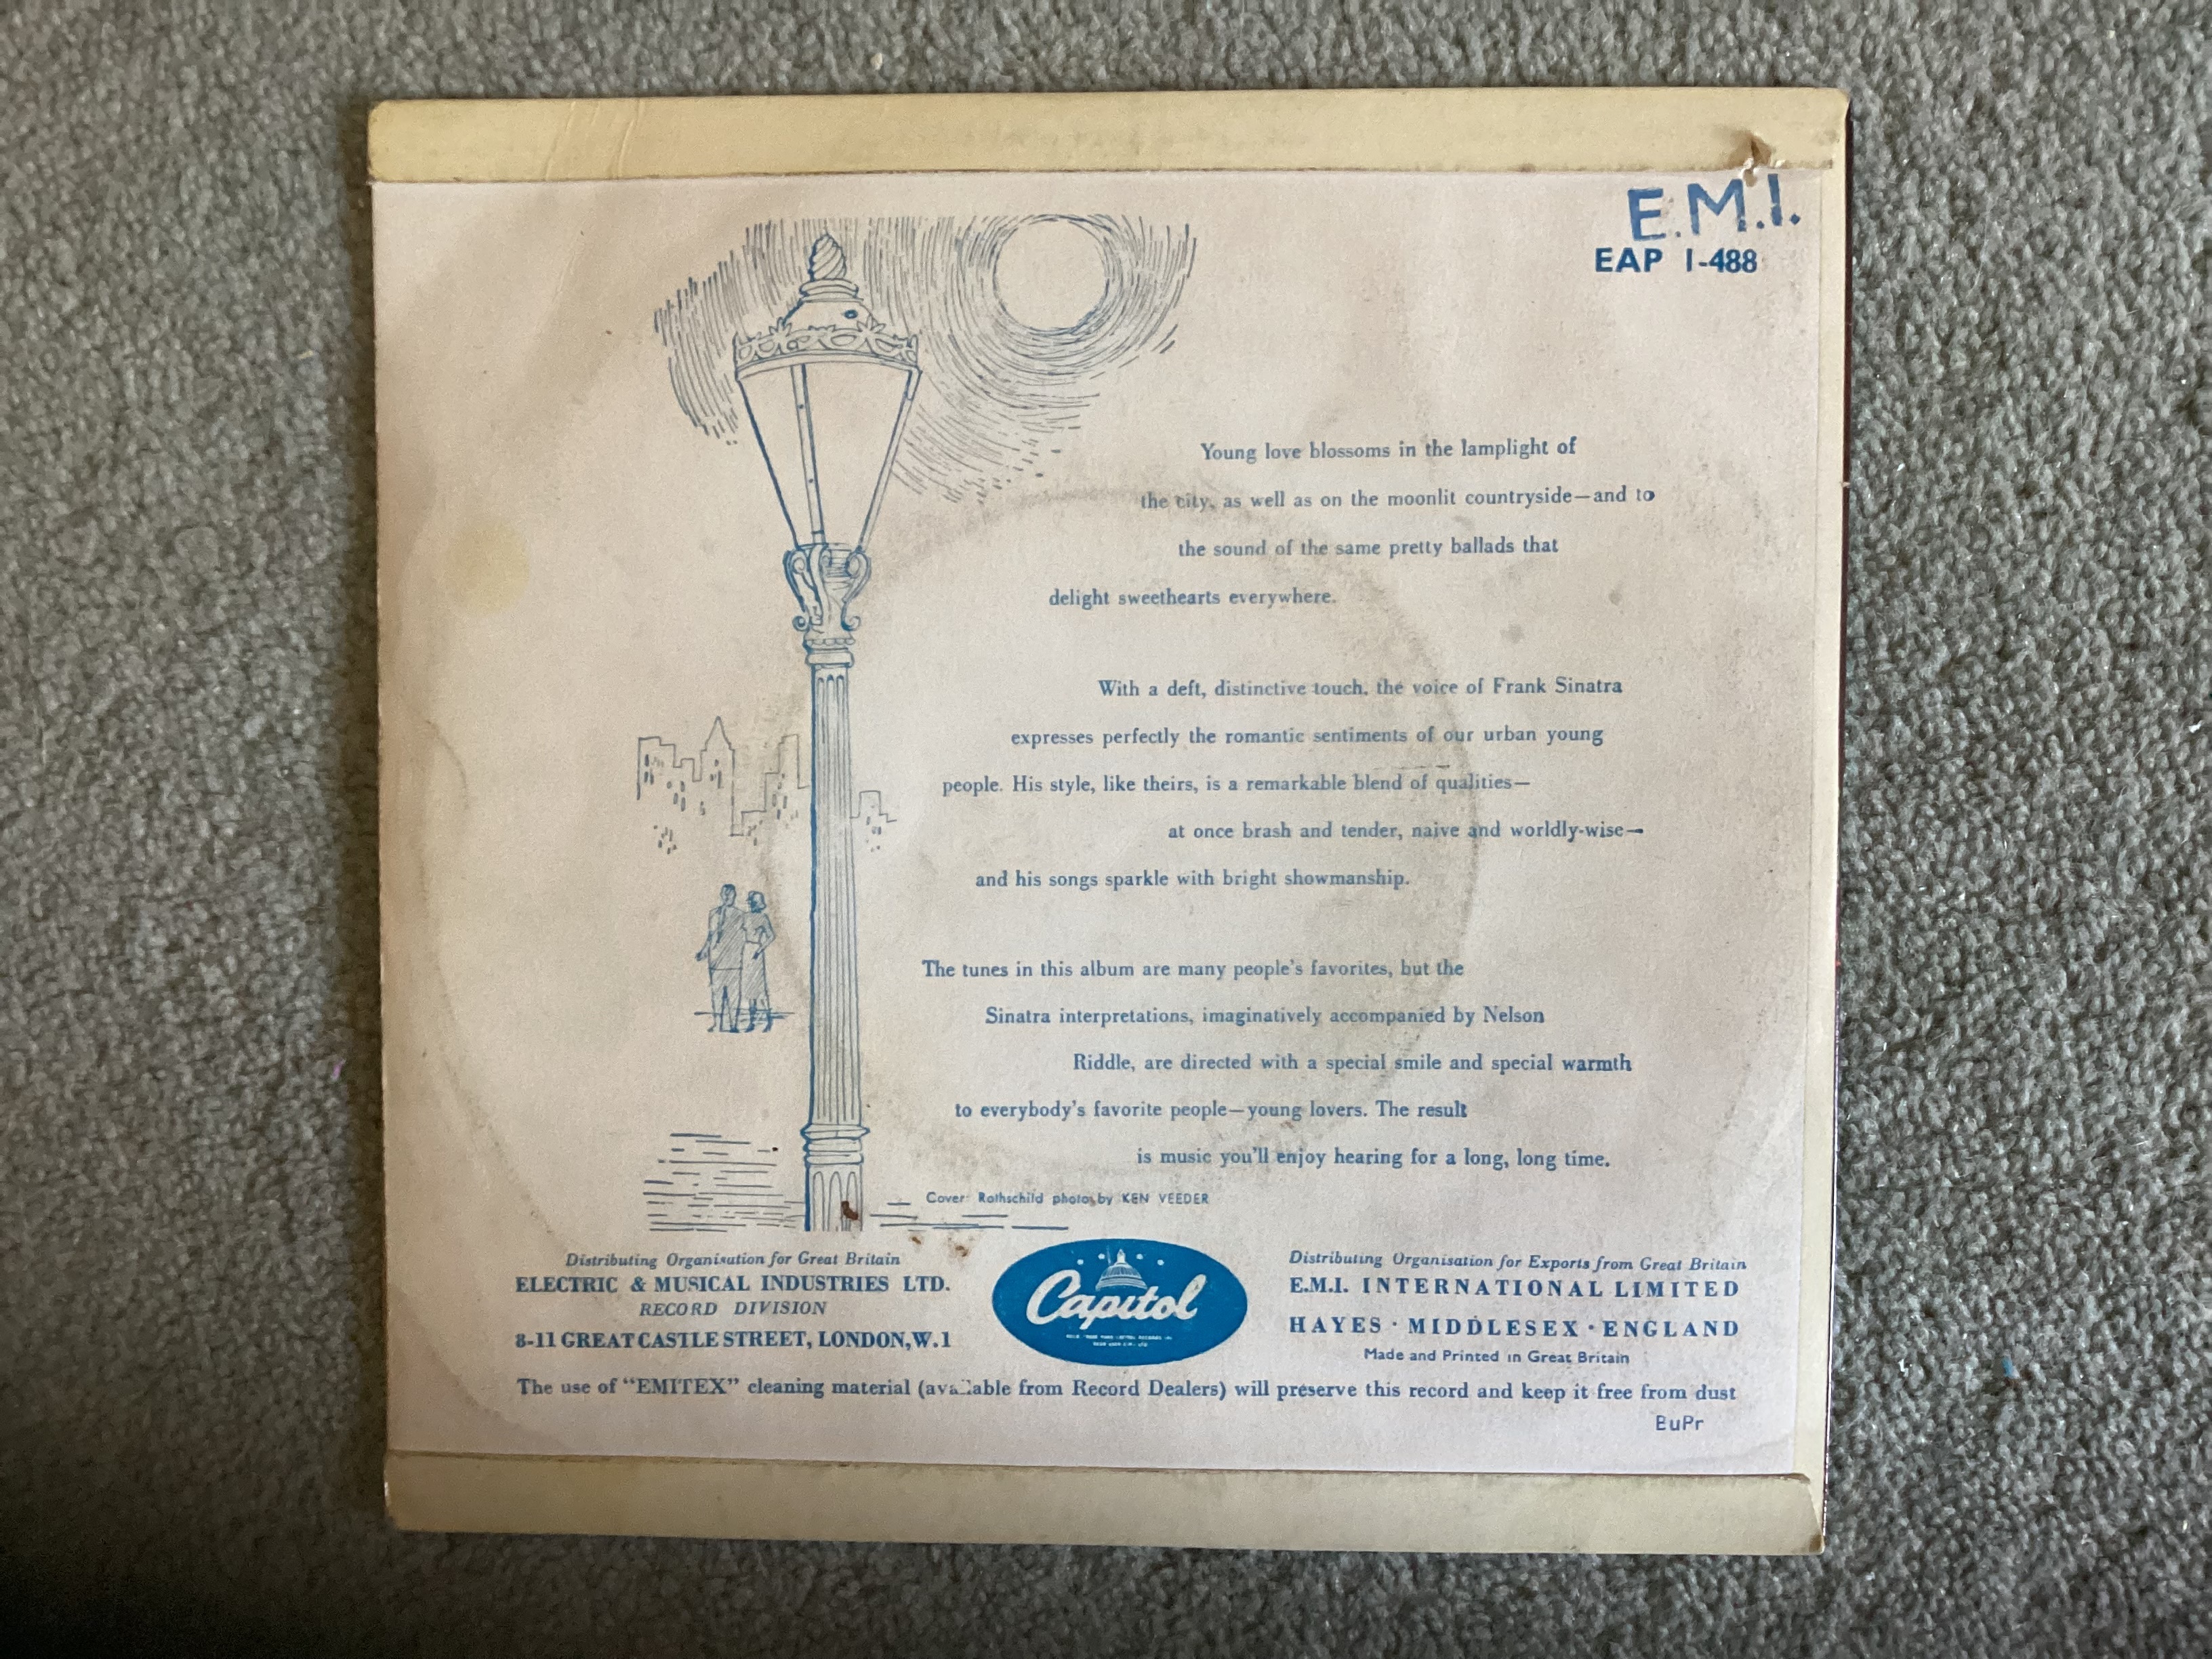 E.M.I.
EAP 1-488
Young love blossoms in the lamplight of
the city, as well as on the moonlit countryside—and to
the sound of the same pretty ballads that
delight sweethearts everywhere.
With a deft, distinctive touch, the voice of Frank Sinatra
expresses perfectly the romantic sentiments of our urban young
people. His style, like theirs, is a remarkable blend of qualities—
at once brash and tender, naive and worldly-wise—
and his songs sparkle with bright showmanship.
The tunes in this album are many people's favorites, but the
Sinatra interpretations, imaginatively accompanied by Nelson
Riddle, are directed with a special smile and special warmth
to everybody's favorite people—young lovers. The result
is music you'll enjoy hearing for a long, long time.
Cover: Rothschild photos by KEN VEEDER
Distributing Organisation for Great Britain
ELECTRIC & MUSICAL INDUSTRIES LTD.
RECORD DIVISION
8-11 GREAT CASTLE STREET, LONDON, W.1
Capitol
Distributing Organisation for Exports from Great Britain
E.M.I. INTERNATIONAL LIMITED
HAYES · MIDDLESEX · ENGLAND
Made and Printed in Great Britain
The use of "EMITEX" cleaning material (available from Record Dealers) will preserve this record and keep it free from dust
BuPr